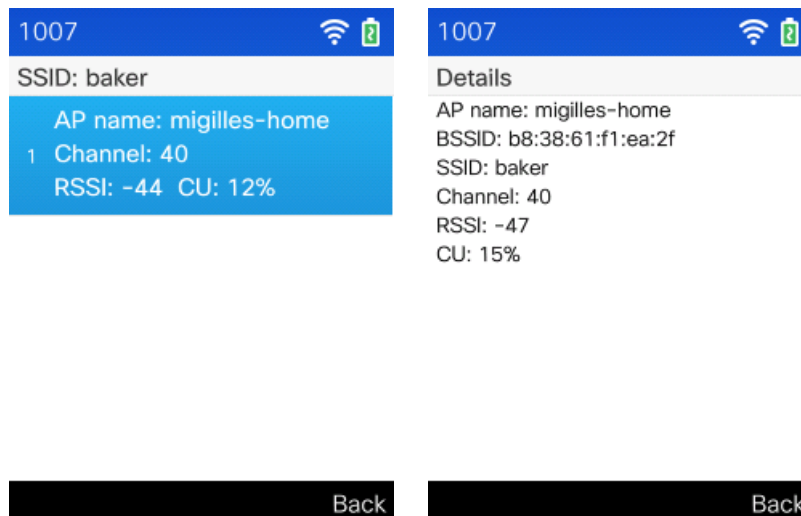 1007
SSID: baker
AP name: migilles-home
1 Channel: 40
RSSI: -44 CU: 12%
Back
1007
Details
AP name: migilles-home
BSSID: b8:38:61:f1:ea:2f
SSID: baker
Channel: 40
RSSI: -47
CU: 15%
Back